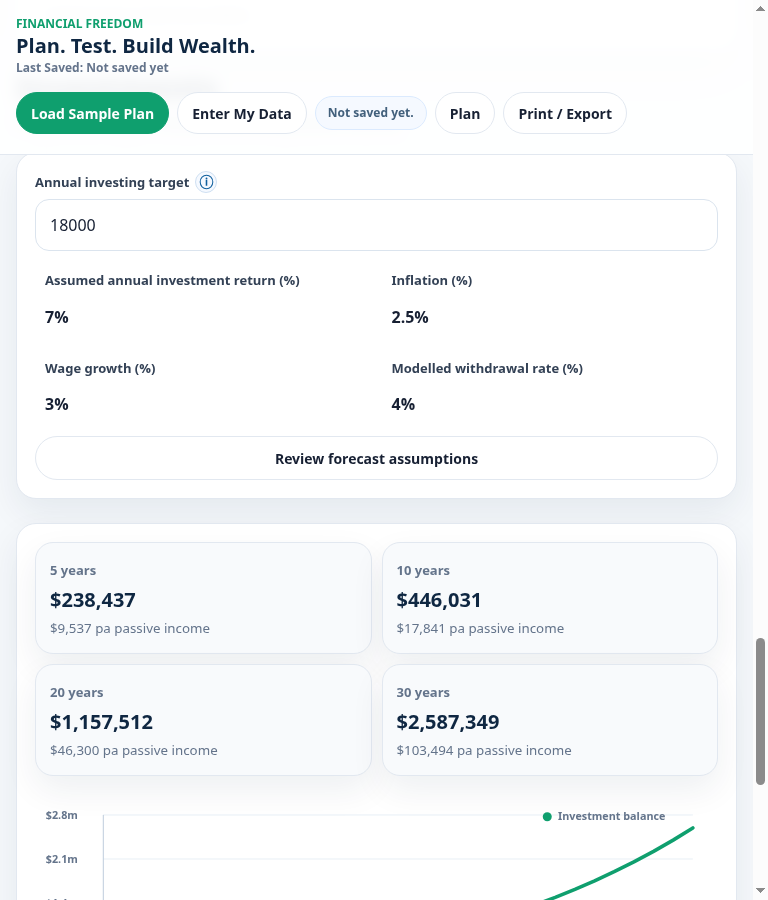 FINANCIAL FREEDOM
Plan. Test. Build Wealth.
Last Saved: Not saved yet
Load Sample Plan
Enter My Data
Not saved yet.
Plan
Print / Export
Annual investing target ⓘ
18000
Assumed annual investment return (%)
Inflation (%)
7%
2.5%
Wage growth (%)
Modelled withdrawal rate (%)
3%
4%
Review forecast assumptions
5 years
$238,437
$9,537 pa passive income
10 years
$446,031
$17,841 pa passive income
20 years
$1,157,512
$46,300 pa passive income
30 years
$2,587,349
$103,494 pa passive income
$2.8m
Investment balance
$2.1m